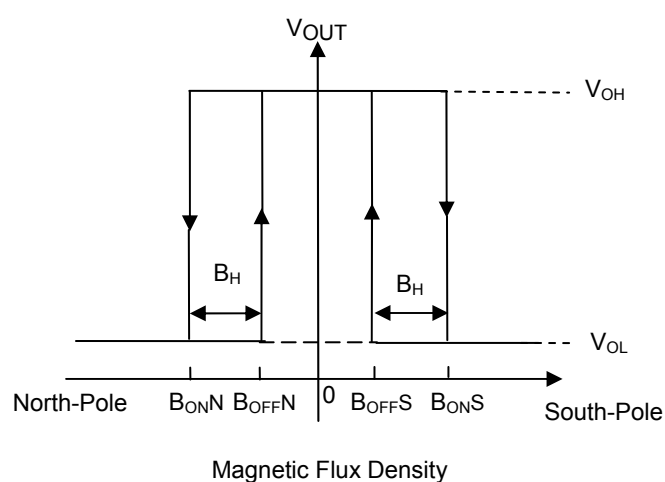 VOUT
VOH
BH
BH
VOL
0
North-Pole
BONN
BOFFN
BOFFS
BONS
South-Pole
Magnetic Flux Density